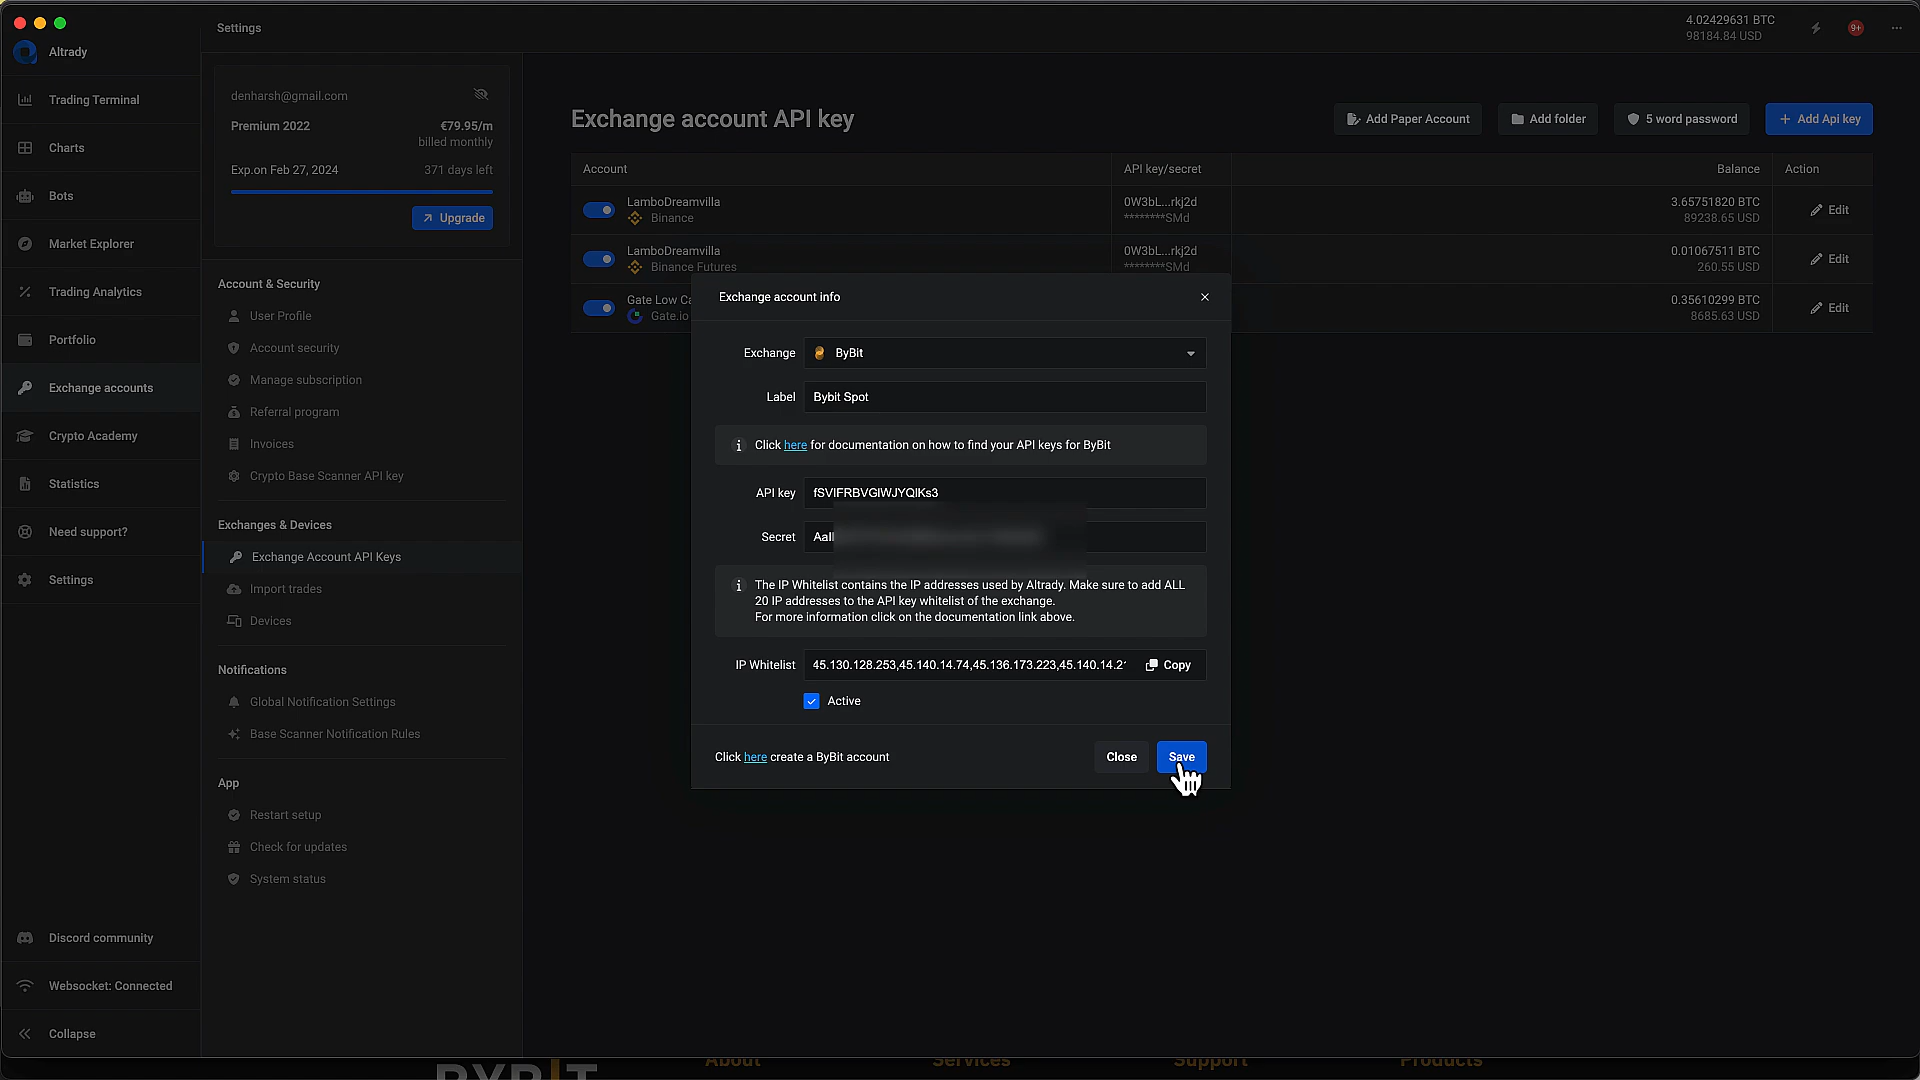 Settings
4.02429631 BTC
98184.84 USD
9+
Altrady
Trading Terminal
Charts
Bots
Market Explorer
Trading Analytics
Portfolio
Exchange accounts
Crypto Academy
Statistics
Need support?
Settings
Discord community
Websocket: Connected
Collapse
denharsh@gmail.com
Premium 2022 €79.95/m
billed monthly
Exp.on Feb 27, 2024 371 days left
Upgrade
Account & Security
User Profile
Account security
Manage subscription
Referral program
Invoices
Crypto Base Scanner API key
Exchanges & Devices
Exchange Account API Keys
Import trades
Devices
Notifications
Global Notification Settings
Base Scanner Notification Rules
App
Restart setup
Check for updates
System status
Exchange account API key
Add Paper Account
Add folder
5 word password
+ Add Api key
Account API key/secret Balance Action
LamboDreamvilla 0W3bL...rkj2d 3.65751820 BTC
Binance ********SMd 89238.65 USD
Edit
LamboDreamvilla 0W3bL...rkj2d 0.01067511 BTC
Binance Futures ********SMd 260.55 USD
Edit
Gate Low Ca 0.35610299 BTC
Gate.io 8685.63 USD
Edit
Exchange account info
Exchange ByBit
Label Bybit Spot
Click here for documentation on how to find your API keys for ByBit
API key fSVIFRBVGIWJYQIKs3
Secret Aall
The IP Whitelist contains the IP addresses used by Altrady. Make sure to add ALL
20 IP addresses to the API key whitelist of the exchange.
For more information click on the documentation link above.
IP Whitelist 45.130.128.253,45.140.14.74,45.136.173.223,45.140.14.2
Copy
Active
Click here create a ByBit account
Close
Save
BYBIT
About Services Support Products